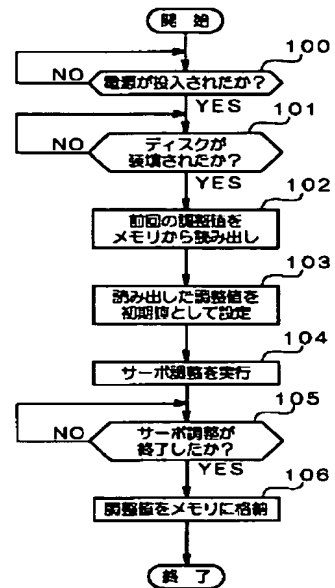 開始
100
電源が投入されたか?
NO
YES
101
ディスクが
装填されたか?
NO
YES
102
前回の調整値を
メモリから読み出し
103
読み出した調整値を
初期値として設定
104
サーボ調整を実行
105
サーボ調整が
終了したか?
NO
YES
106
調整値をメモリに格納
終了